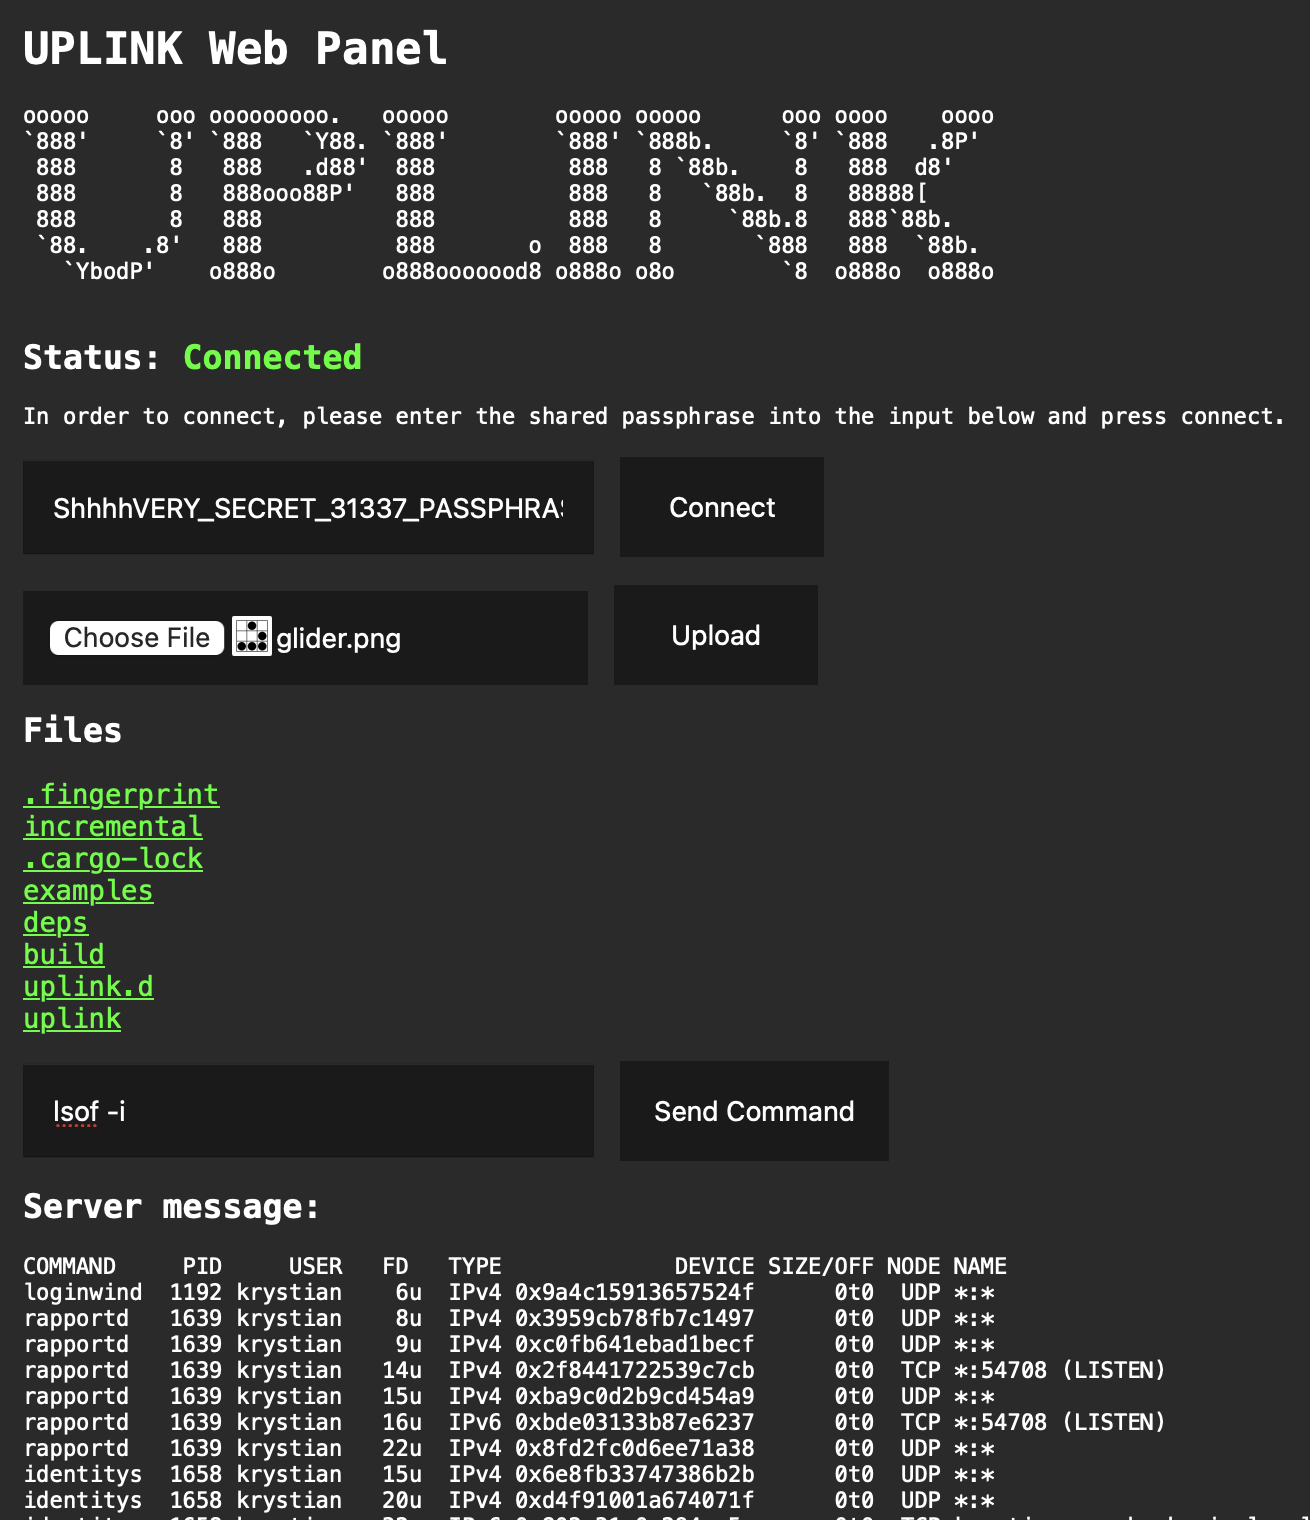 UPLINK Web Panel
ooooo     ooo ooooooooo.   ooooo        ooooo ooooo      ooo oooo    oooo
`888'     `8' `888   `Y88. `888'        `888' `888b.     `8' `888   .8P'
 888       8   888   .d88'  888          888   8 `88b.    8   888  d8'
 888       8   888ooo88P'   888          888   8   `88b.  8   88888[
 888       8   888          888          888   8     `88b.8   888`88b.
 `88.    .8'   888          888       o  888   8       `888   888  `88b.
   `YbodP'    o888o        o888ooooood8 o888o o8o        `8  o888o  o888o
Status: Connected
In order to connect, please enter the shared passphrase into the input below and press connect.
ShhhhVERY_SECRET_31337_PASSPHRAS Connect
Choose File glider.png Upload
Files
.fingerprint
incremental
.cargo-lock
examples
deps
build
uplink.d
uplink
lsof -i Send Command
Server message:
COMMAND     PID     USER   FD   TYPE             DEVICE SIZE/OFF NODE NAME
loginwind  1192 krystian    6u  IPv4 0x9a4c15913657524f      0t0  UDP *:*
rapportd   1639 krystian    8u  IPv4 0x3959cb78fb7c1497      0t0  UDP *:*
rapportd   1639 krystian    9u  IPv4 0xc0fb641ebad1becf      0t0  UDP *:*
rapportd   1639 krystian   14u  IPv4 0x2f8441722539c7cb      0t0  TCP *:54708 (LISTEN)
rapportd   1639 krystian   15u  IPv4 0xba9c0d2b9cd454a9      0t0  UDP *:*
rapportd   1639 krystian   16u  IPv6 0xbde03133b87e6237      0t0  TCP *:54708 (LISTEN)
rapportd   1639 krystian   22u  IPv4 0x8fd2fc0d6ee71a38      0t0  UDP *:*
identitys  1658 krystian   15u  IPv4 0x6e8fb33747386b2b      0t0  UDP *:*
identitys  1658 krystian   20u  IPv4 0xd4f91001a674071f      0t0  UDP *:*